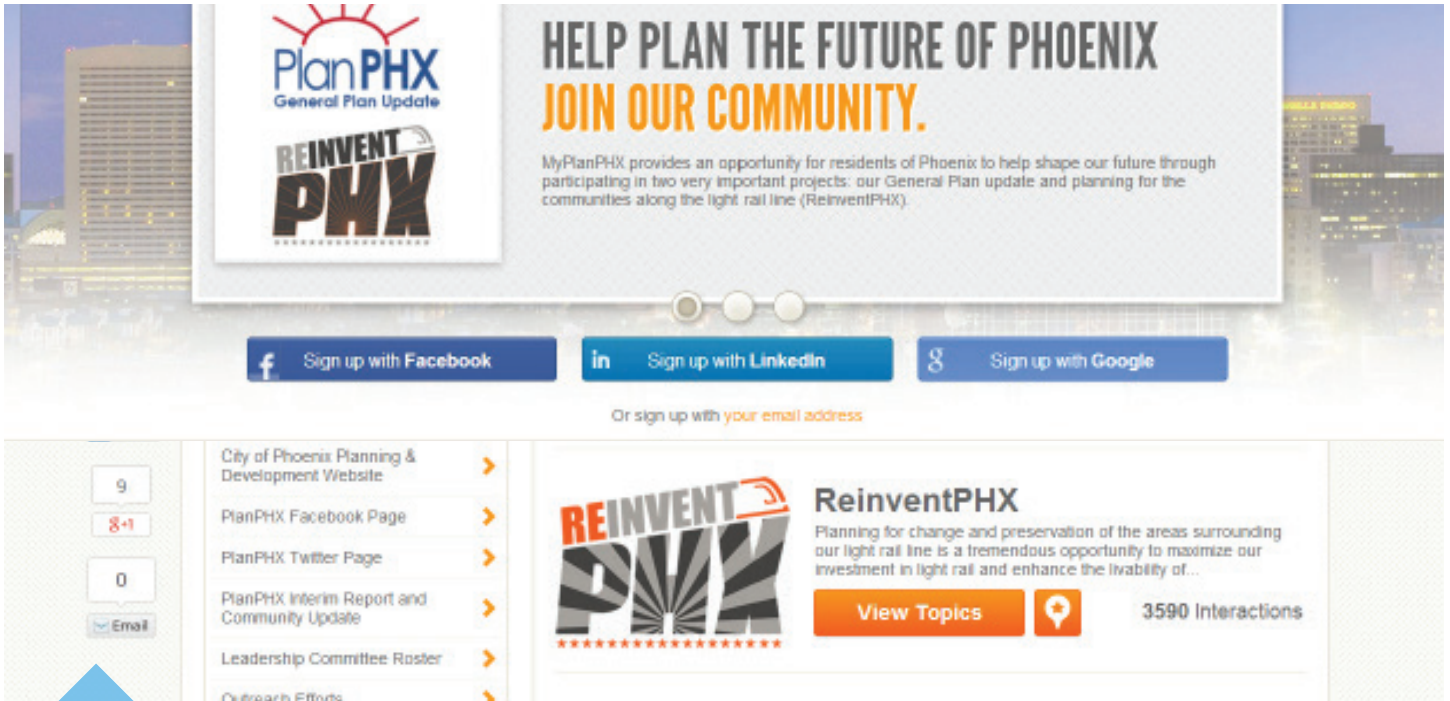 Plan PHX
General Plan Update
REINVENT
PHX
HELP PLAN THE FUTURE OF PHOENIX
JOIN OUR COMMUNITY.
MyPlanPHX provides an opportunity for residents of Phoenix to help shape our future through
participating in two very important projects: our General Plan update and planning for the
communities along the light rail line (ReinventPHX).
f Sign up with Facebook
in Sign up with LinkedIn
g Sign up with Google
Or sign up with your email address
9
g+1
0
Email
City of Phoenix Planning &
Development Website
PlanPHX Facebook Page
PlanPHX Twitter Page
PlanPHX Interim Report and
Community Update
Leadership Committee Roster
Outreach Efforts
REINVENT
PHX
ReinventPHX
Planning for change and preservation of the areas surrounding
our light rail line is a tremendous opportunity to maximize our
investment in light rail and enhance the livability of...
View Topics
3590 Interactions